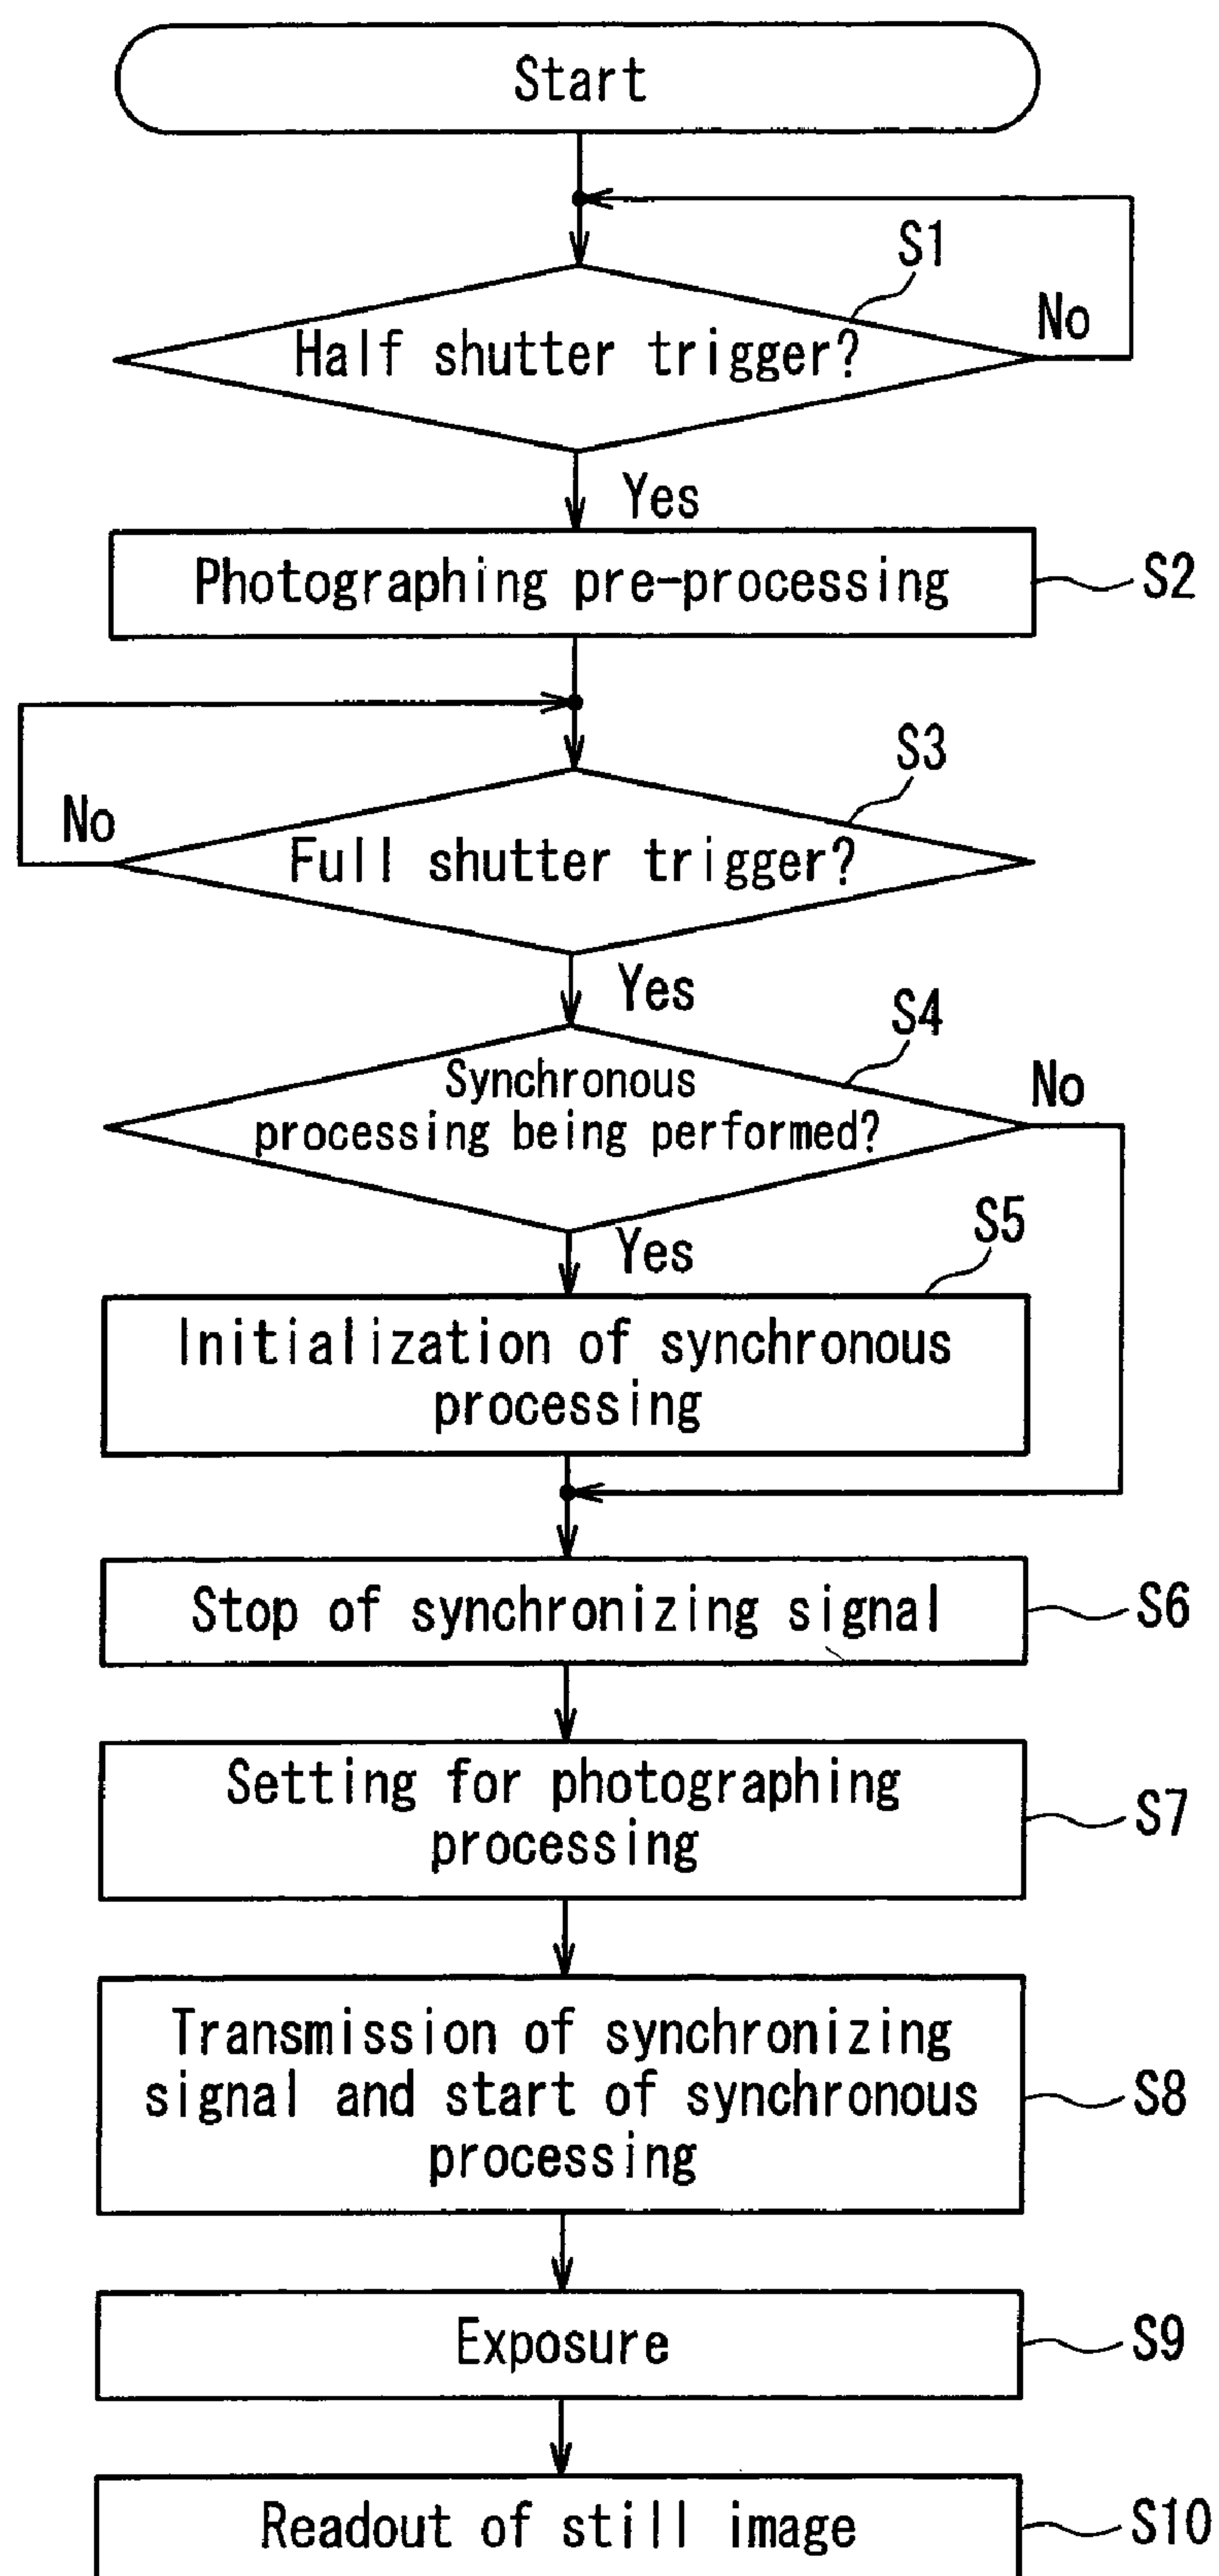 Start
S1
No
Half shutter trigger?
Yes
Photographing pre-processing
S2
S3
No
Full shutter trigger?
Yes
S4
No
Synchronous
processing being performed?
Yes
S5
Initialization of synchronous
processing
Stop of synchronizing signal
S6
Setting for photographing
processing
S7
Transmission of synchronizing
signal and start of synchronous
processing
S8
Exposure
S9
Readout of still image
S10